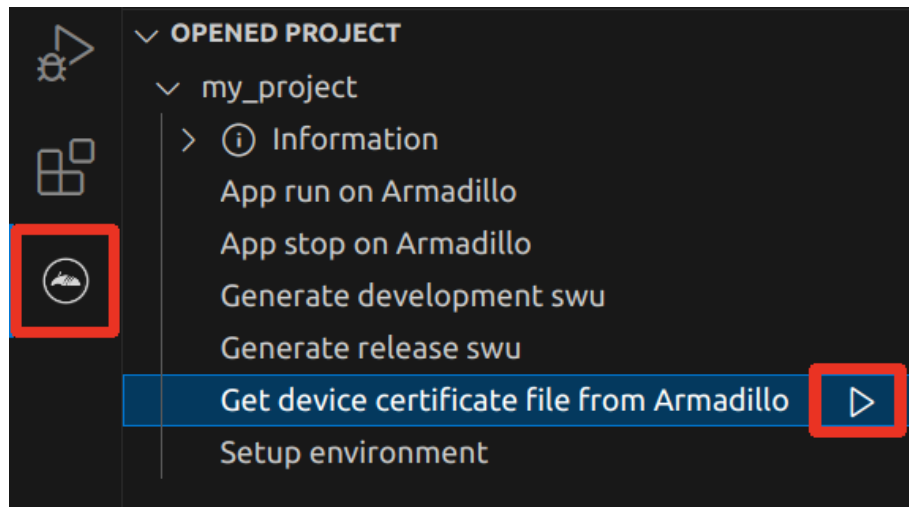 OPENED PROJECT
my_project
Information
App run on Armadillo
App stop on Armadillo
Generate development swu
Generate release swu
Get device certificate file from Armadillo
Setup environment